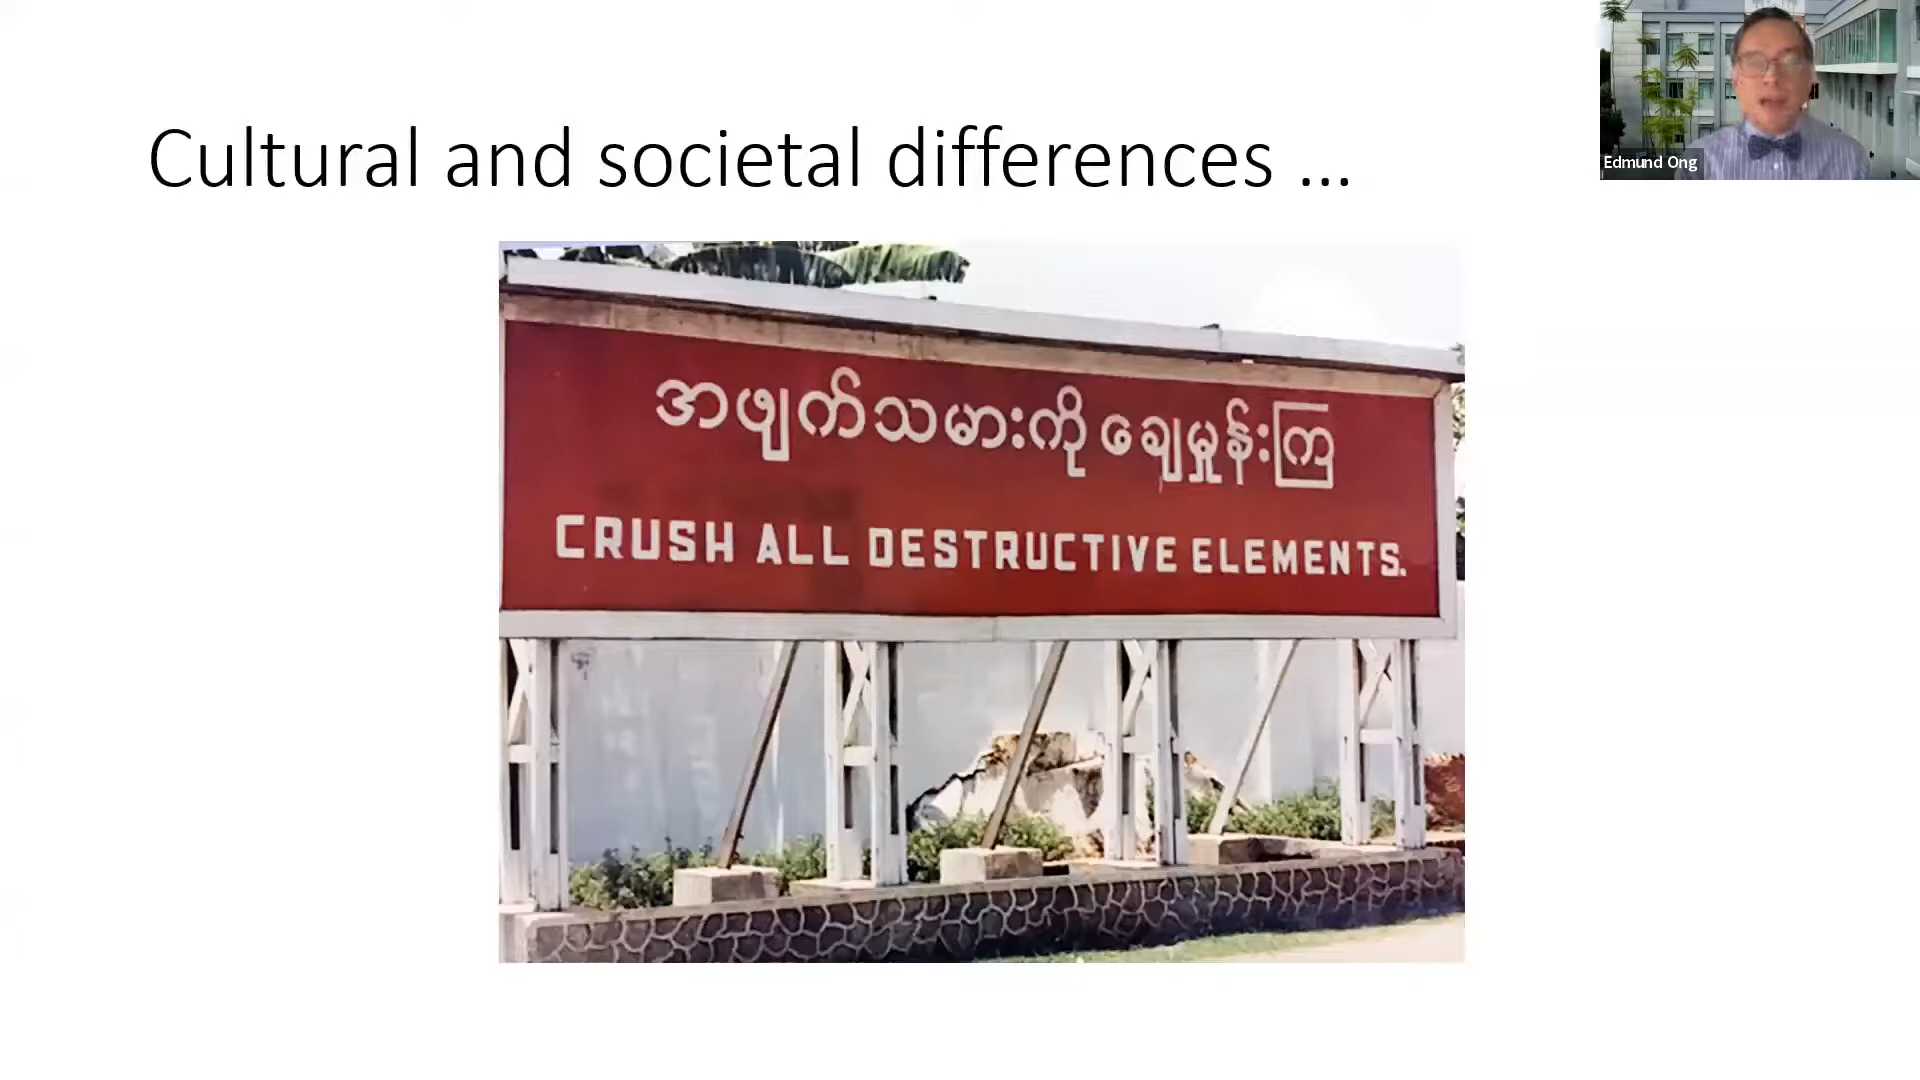 Cultural and societal differences ...
Edmund Ong
အဖျက်သမားကို ချေမှုန်းကြ
CRUSH ALL DESTRUCTIVE ELEMENTS.